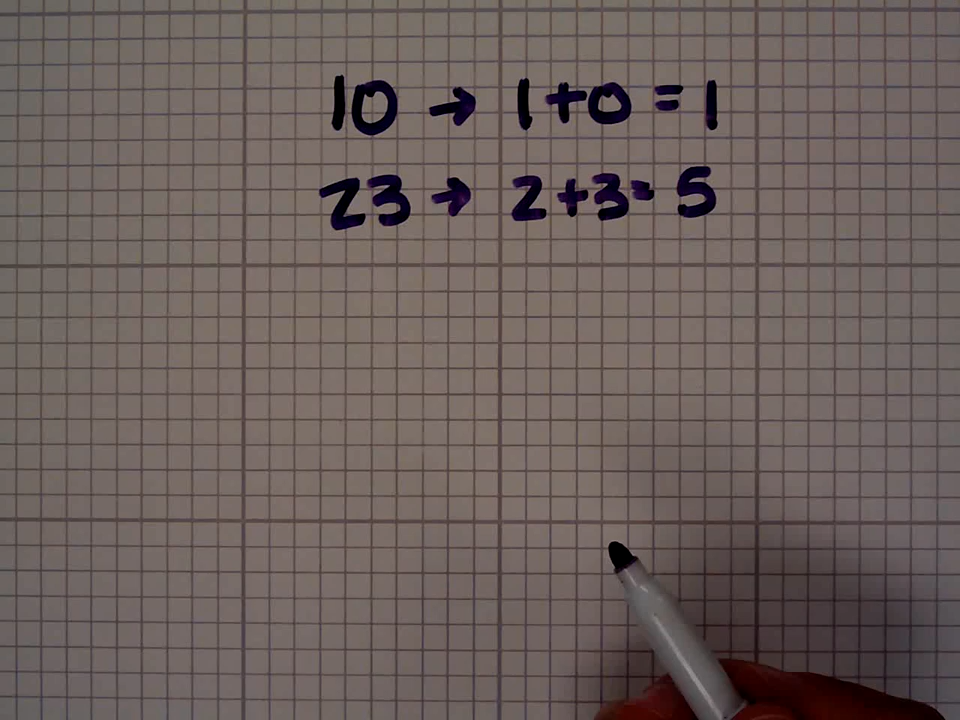 10 → 1+0 = 1
23 → 2+3= 5